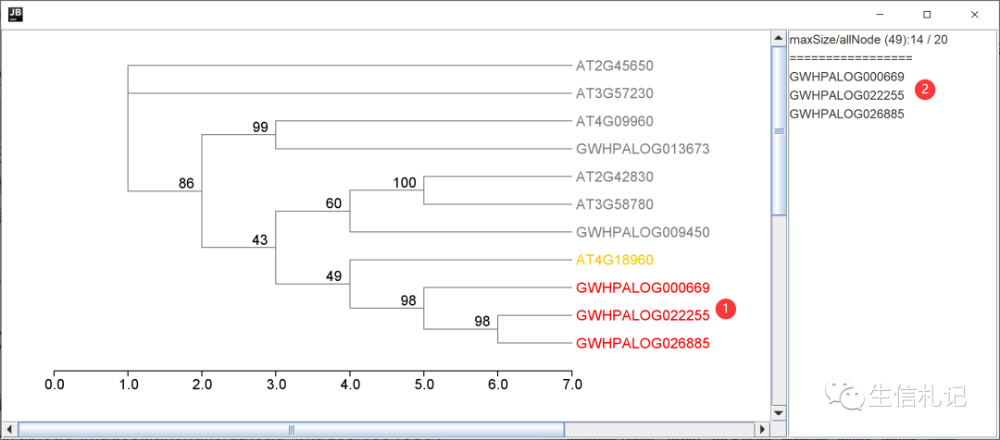 JB
maxSize/allNode (49):14 / 20
=================
GWHPALOG000669
GWHPALOG022255
GWHPALOG026885
2
AT2G45650
AT3G57230
AT4G09960
GWHPALOG013673
AT2G42830
AT3G58780
GWHPALOG009450
AT4G18960
GWHPALOG000669
GWHPALOG022255
GWHPALOG026885
1
99
86
100
60
43
49
98
98
0.0 1.0 2.0 3.0 4.0 5.0 6.0 7.0
生信札记